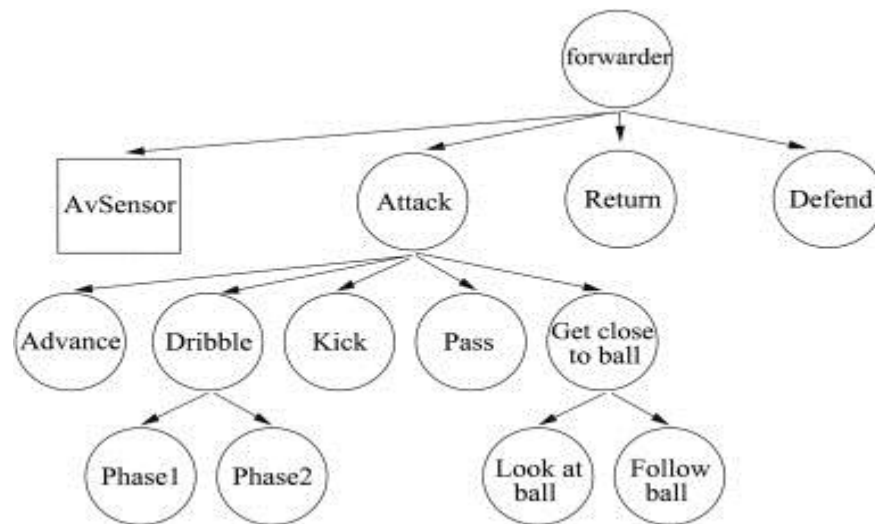 forwarder
AvSensor
Attack
Return
Defend
Advance
Dribble
Kick
Pass
Get close
to ball
Phase1
Phase2
Look at
ball
Follow
ball